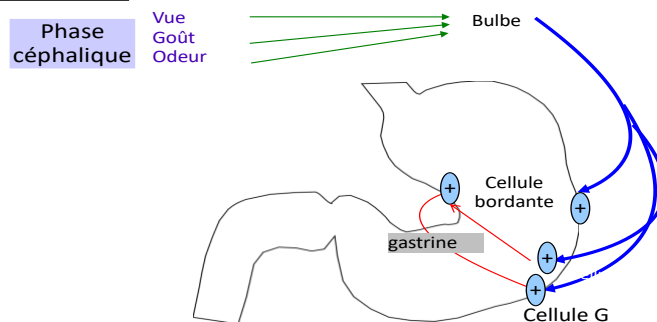 Phase
céphalique
Vue
Goût
Odeur
Bulbe
+
Cellule
bordante
+
gastrine
+
+
Cellule G